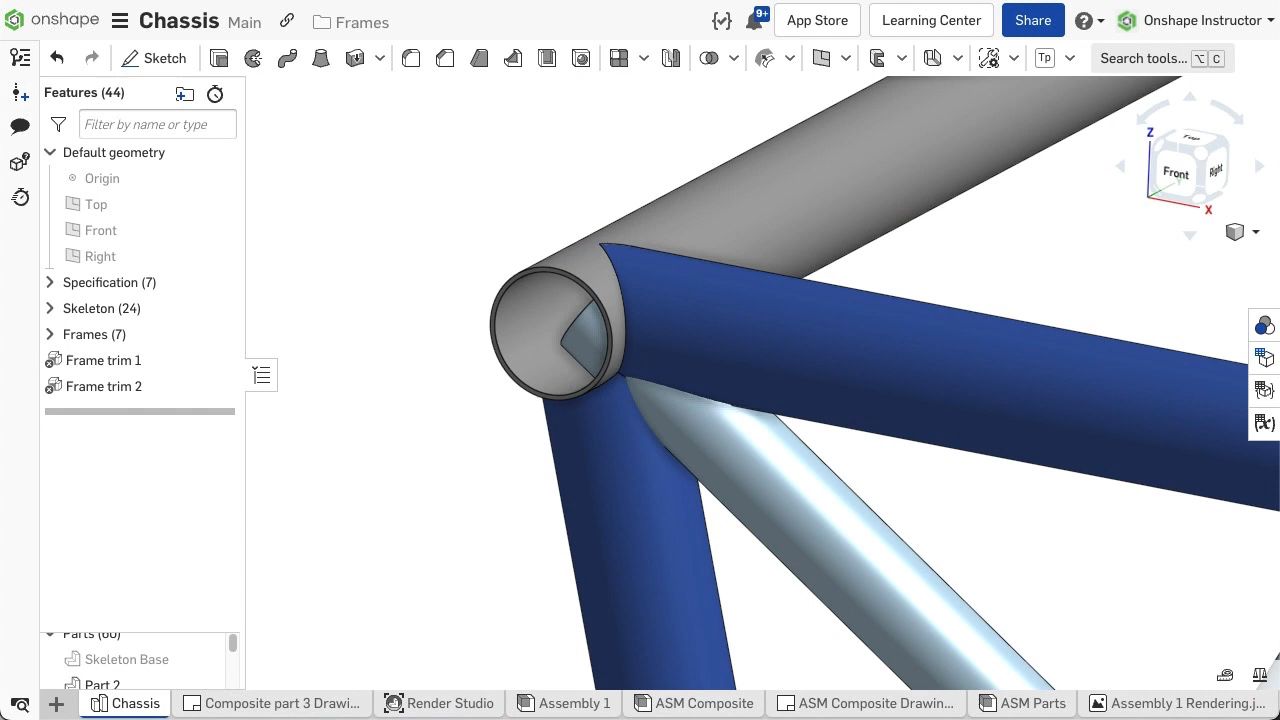 onshape Chassis Main Frames 9+ App Store Learning Center Share Onshape Instructor
Sketch Tp Search tools... ⌥ C
Features (44)
Filter by name or type
Default geometry
Origin
Top
Front
Right
Specification (7)
Skeleton (24)
Frames (7)
Frame trim 1
Frame trim 2
Parts (60)
Skeleton Base
Part 2
Top
Z
Front
Right
Y
X
(x)
Chassis Composite part 3 Drawi... Render Studio Assembly 1 ASM Composite ASM Composite Drawin... ASM Parts Assembly 1 Rendering.j...